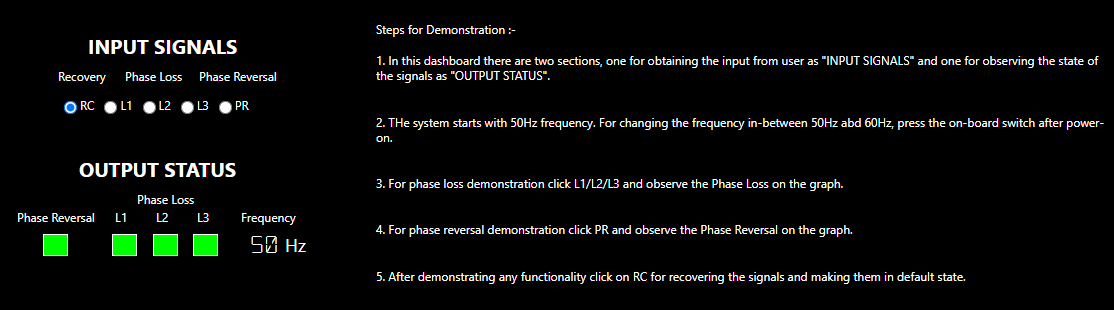 INPUT SIGNALS
Recovery Phase Loss Phase Reversal
RC L1 L2 L3 PR
OUTPUT STATUS
Phase Loss
Phase Reversal L1 L2 L3 Frequency
50 Hz
Steps for Demonstration :-
1. In this dashboard there are two sections, one for obtaining the input from user as "INPUT SIGNALS" and one for observing the state of
the signals as "OUTPUT STATUS".
2. THe system starts with 50Hz frequency. For changing the frequency in-between 50Hz abd 60Hz, press the on-board switch after power-
on.
3. For phase loss demonstration click L1/L2/L3 and observe the Phase Loss on the graph.
4. For phase reversal demonstration click PR and observe the Phase Reversal on the graph.
5. After demonstrating any functionality click on RC for recovering the signals and making them in default state.